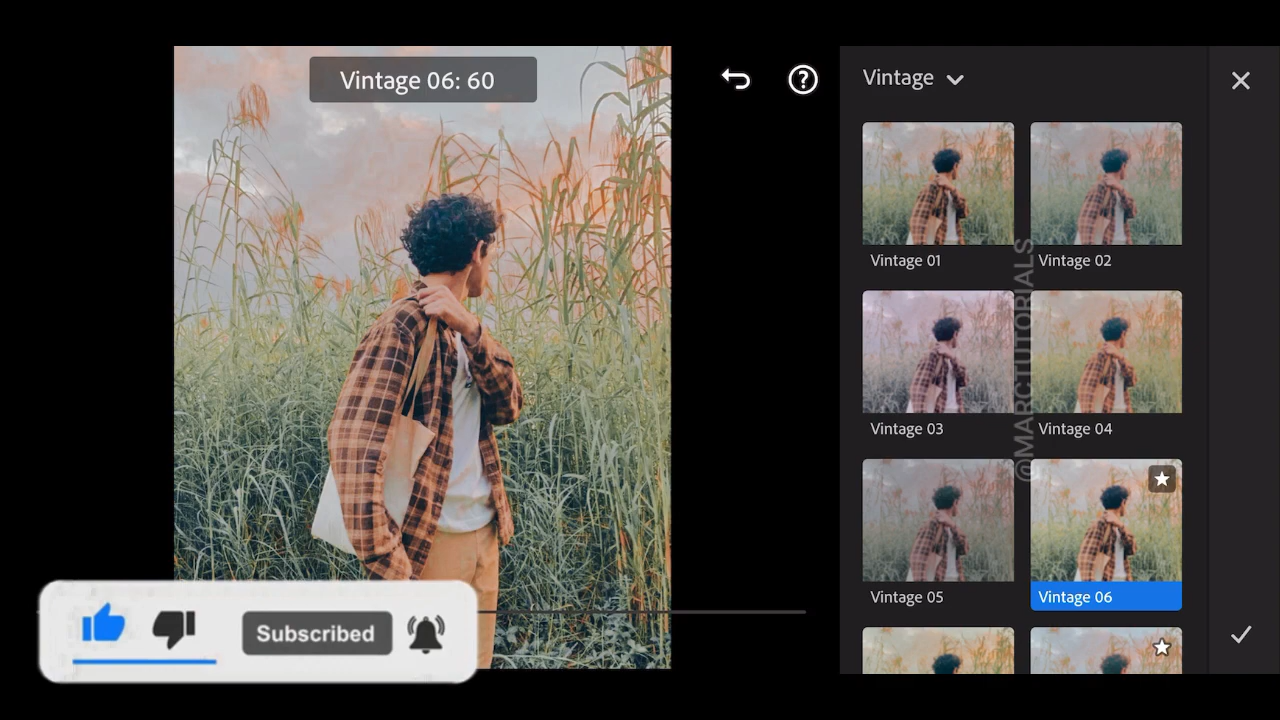 Vintage 06: 60
Vintage
Vintage 01
Vintage 02
Vintage 03
Vintage 04
Vintage 05
Vintage 06
@MARCTUTORIALS
Subscribed